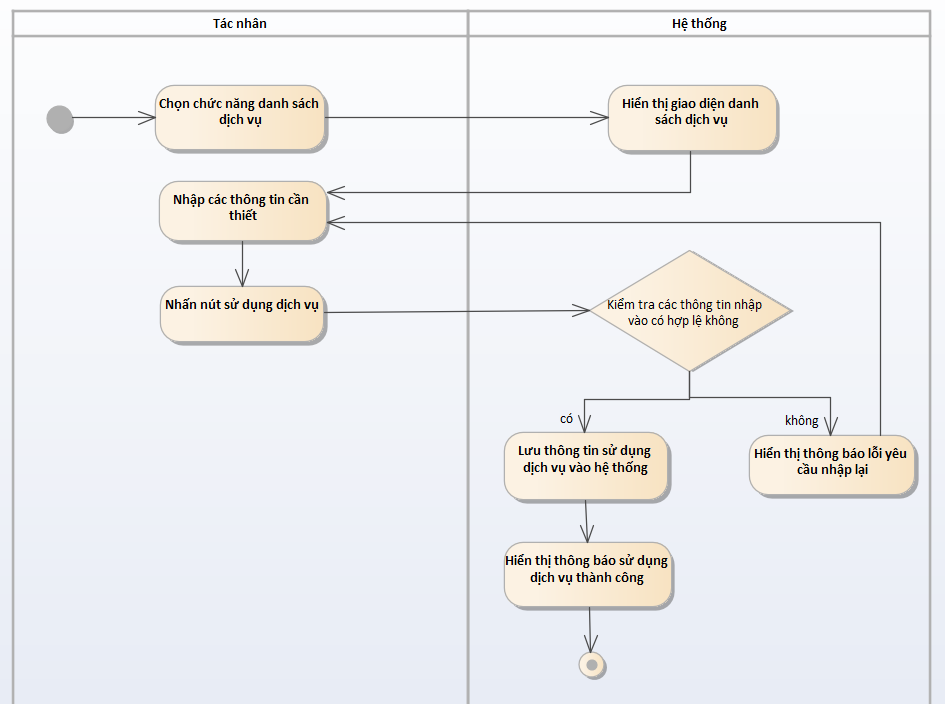 Tác nhân
Hệ thống
Chọn chức năng danh sách
dịch vụ
Hiển thị giao diện danh
sách dịch vụ
Nhập các thông tin cần
thiết
Nhấn nút sử dụng dịch vụ
Kiểm tra các thông tin nhập
vào có hợp lệ không
có
không
Lưu thông tin sử dụng
dịch vụ vào hệ thống
Hiển thị thông báo lỗi yêu
cầu nhập lại
Hiển thị thông báo sử dụng
dịch vụ thành công